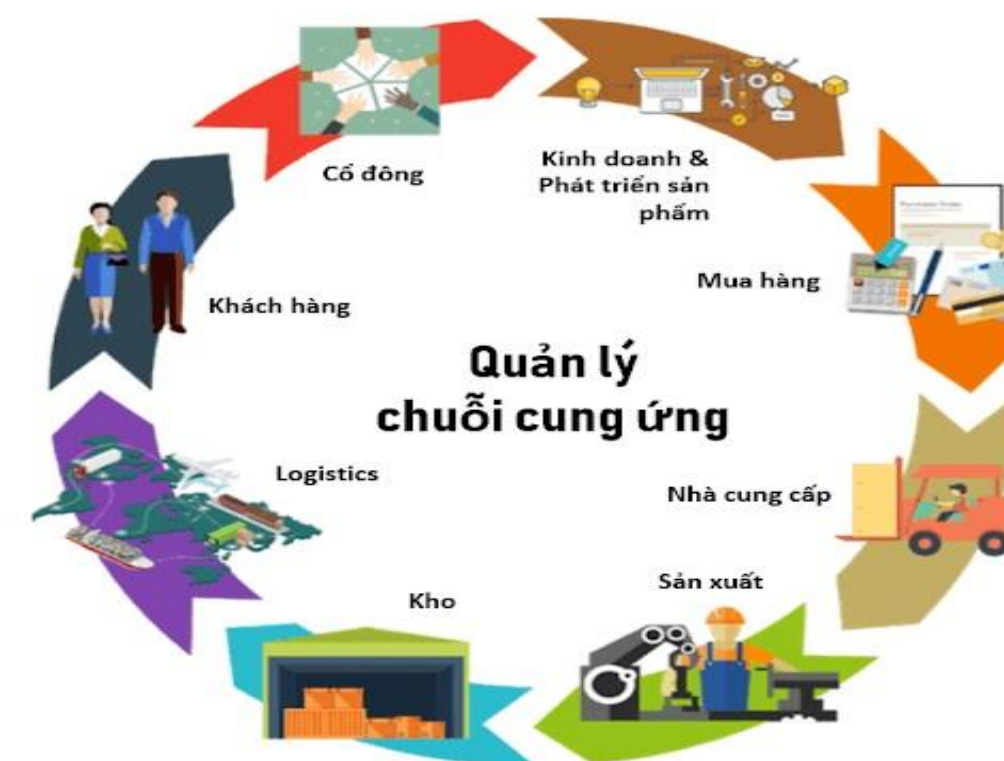 Cổ đông
Kinh doanh &
Phát triển sản
phẩm
Mua hàng
Khách hàng
Quản lý
chuỗi cung ứng
Logistics
Nhà cung cấp
Sản xuất
Kho